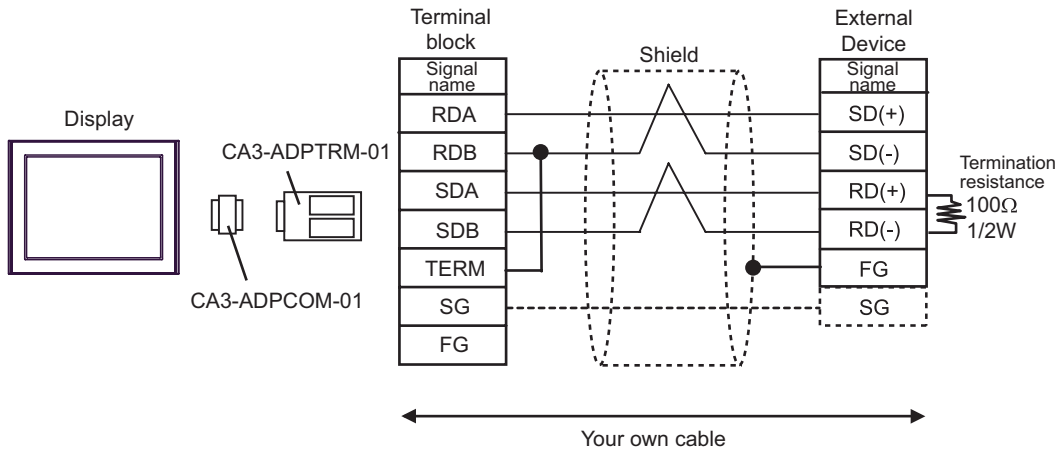 Display
CA3-ADPTRM-01
CA3-ADPCOM-01
Terminal
block
Signal
name
RDA
RDB
SDA
SDB
TERM
SG
FG
Shield
External
Device
Signal
name
SD(+)
SD(-)
RD(+)
RD(-)
FG
SG
Termination
resistance
100Ω
1/2W
Your own cable